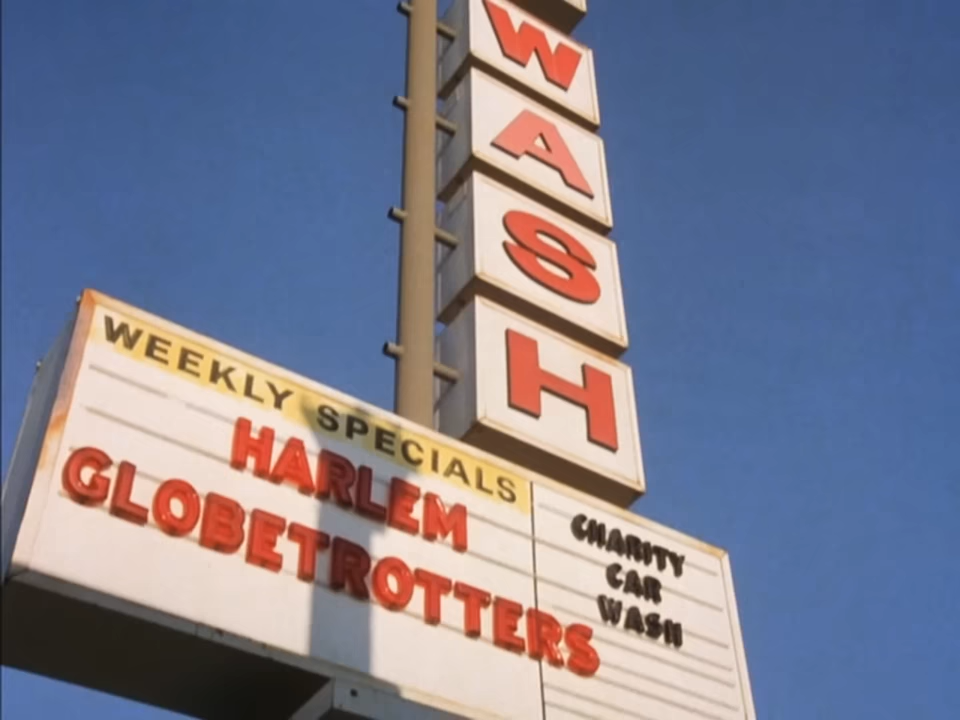 WASH
WEEKLY SPECIALS
HARLEM
GLOBETROTTERS
CHARITY
CAR
WASH